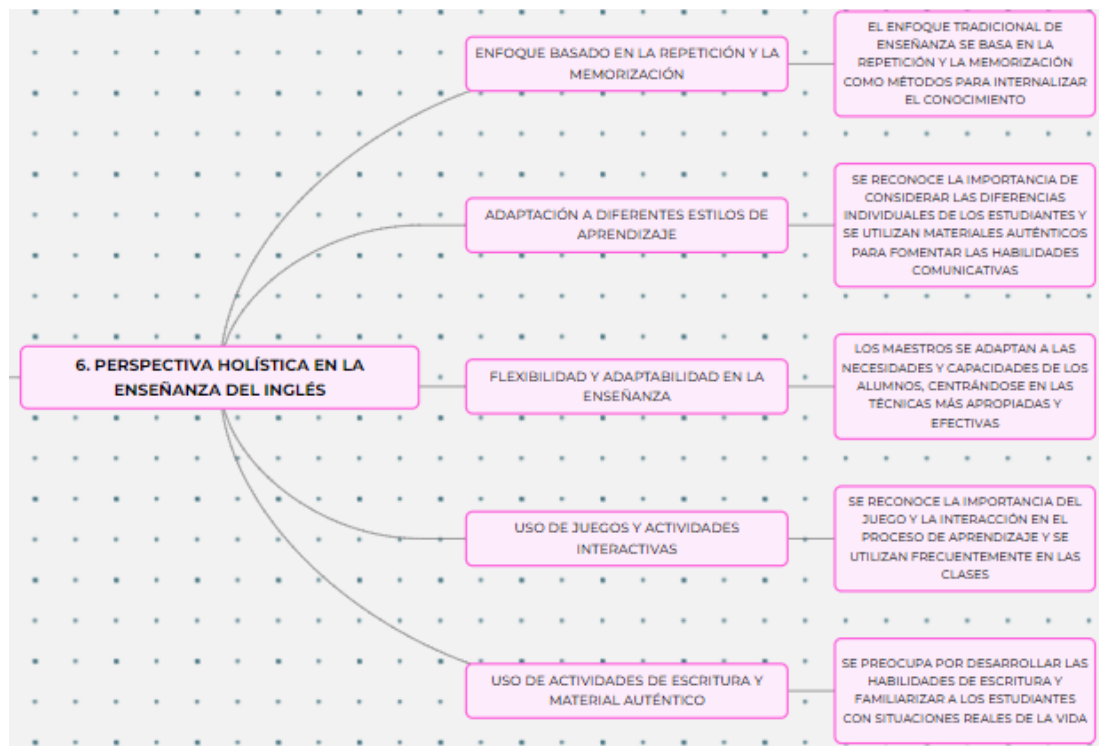 ENFOQUE BASADO EN LA REPETICIÓN Y LA
MEMORIZACIÓN
EL ENFOQUE TRADICIONAL DE
ENSEÑANZA SE BASA EN LA
REPETICIÓN Y LA MEMORIZACIÓN
COMO MÉTODOS PARA INTERNALIZAR
EL CONOCIMIENTO
ADAPTACIÓN A DIFERENTES ESTILOS DE
APRENDIZAJE
SE RECONOCE LA IMPORTANCIA DE
CONSIDERAR LAS DIFERENCIAS
INDIVIDUALES DE LOS ESTUDIANTES Y
SE UTILIZAN MATERIALES AUTÉNTICOS
PARA FOMENTAR LAS HABILIDADES
COMUNICATIVAS
6. PERSPECTIVA HOLÍSTICA EN LA
ENSEÑANZA DEL INGLÉS
FLEXIBILIDAD Y ADAPTABILIDAD EN LA
ENSEÑANZA
LOS MAESTROS SE ADAPTAN A LAS
NECESIDADES Y CAPACIDADES DE LOS
ALUMNOS, CENTRÁNDOSE EN LAS
TÉCNICAS MÁS APROPIADAS Y
EFECTIVAS
USO DE JUEGOS Y ACTIVIDADES
INTERACTIVAS
SE RECONOCE LA IMPORTANCIA DEL
JUEGO Y LA INTERACCIÓN EN EL
PROCESO DE APRENDIZAJE Y SE
UTILIZAN FRECUENTEMENTE EN LAS
CLASES
USO DE ACTIVIDADES DE ESCRITURA Y
MATERIAL AUTÉNTICO
SE PREOCUPA POR DESARROLLAR LAS
HABILIDADES DE ESCRITURA Y
FAMILIARIZAR A LOS ESTUDIANTES
CON SITUACIONES REALES DE LA VIDA